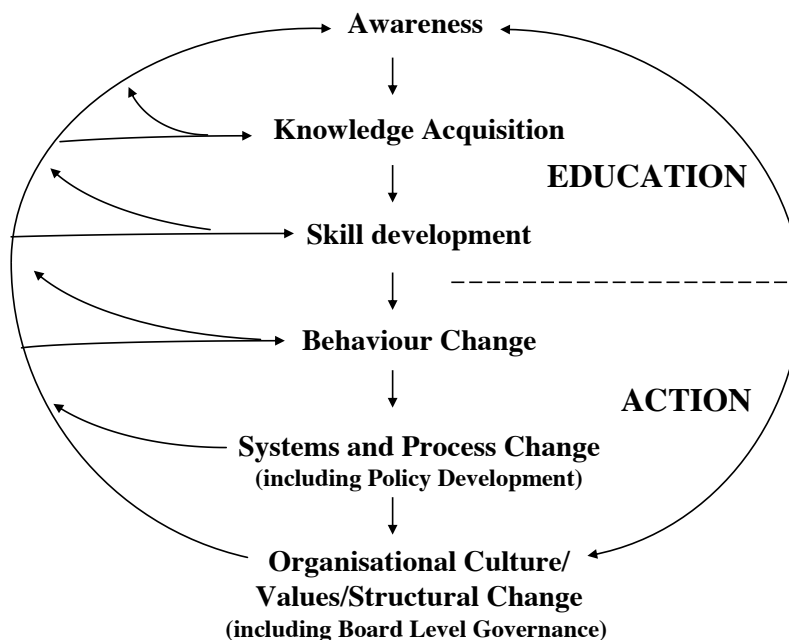 Awareness
Knowledge Acquisition
EDUCATION
Skill development
Behaviour Change
ACTION
Systems and Process Change
(including Policy Development)
Organisational Culture/
Values/Structural Change
(including Board Level Governance)